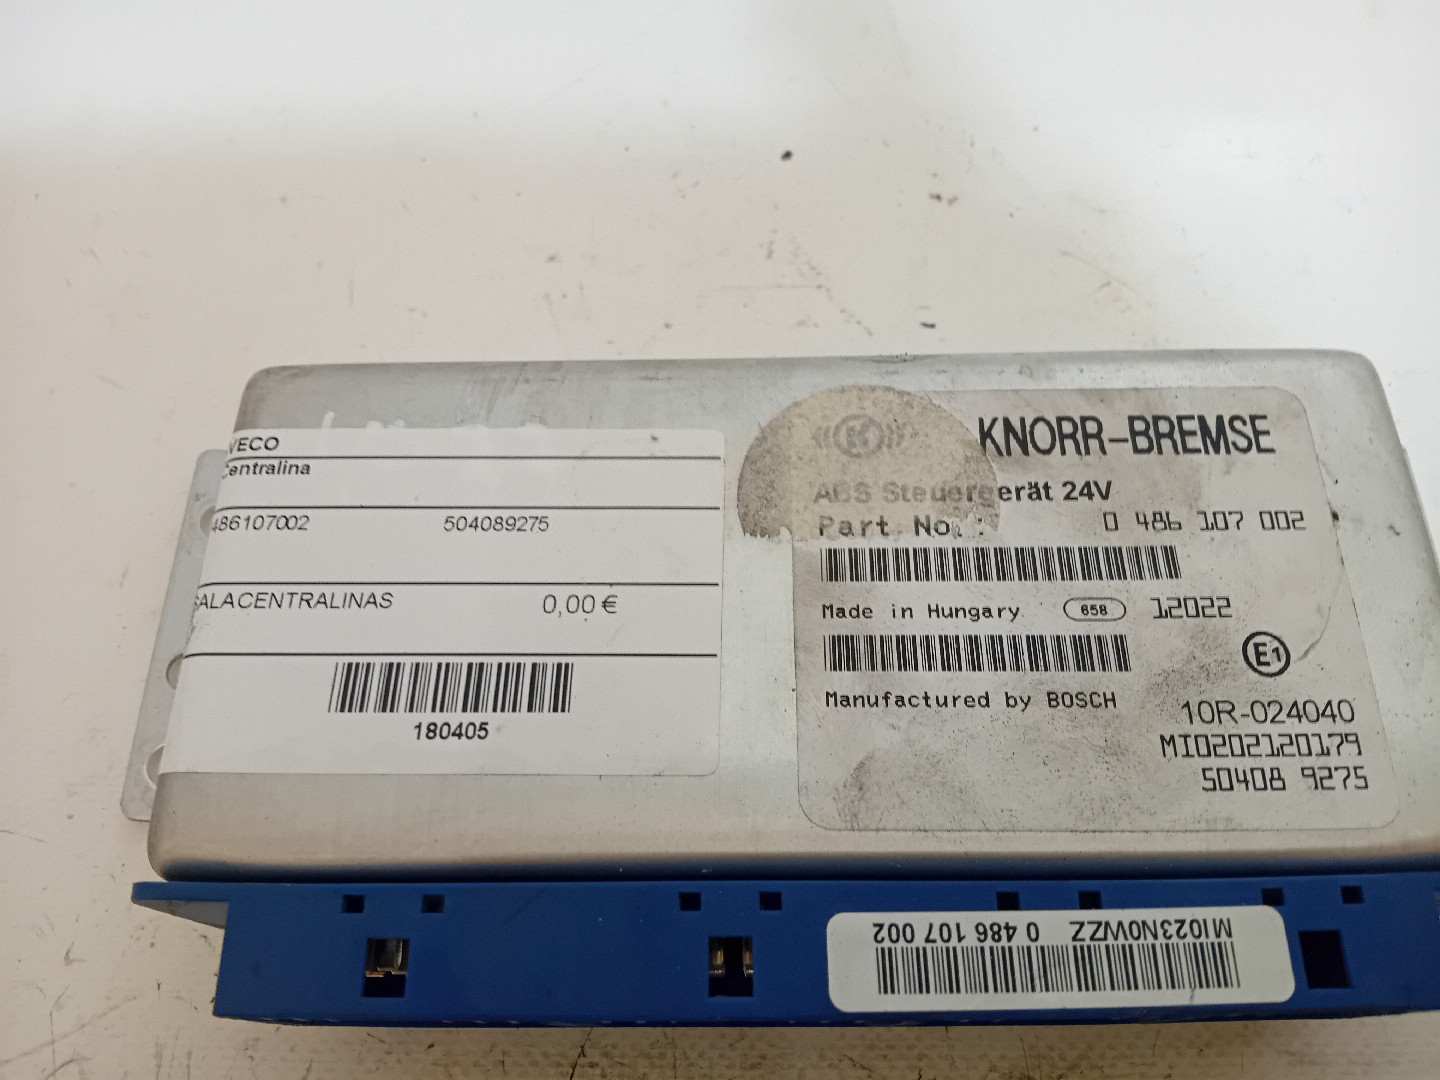 VECO
Centralina
486107002 504089275
SALACENTRALINAS 0,00 €
180405
KNORR-BREMSE
ABS Steuergerät 24V
Part No.: 0 486 107 002
Made in Hungary 658 12022
E1
Manufactured by BOSCH
10R-024040
MI0202120179
50408 9275
MI023N0WZZ 0 486 107 002